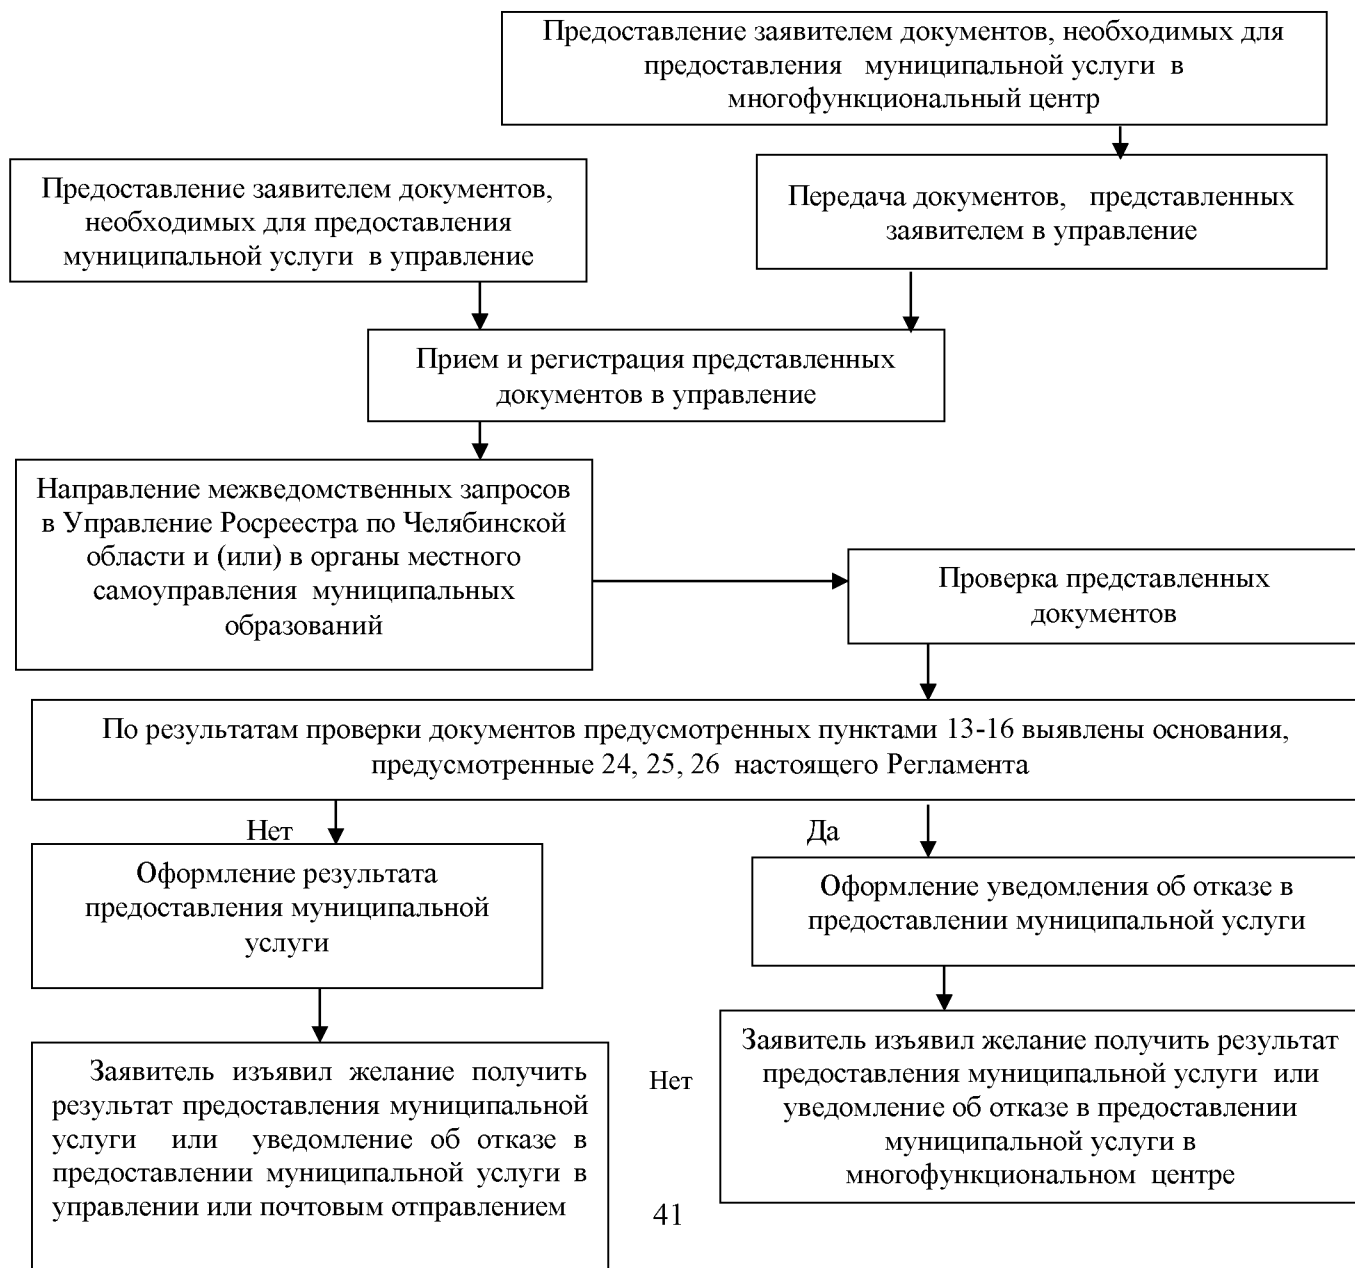 Предоставление заявителем документов, необходимых для
предоставления муниципальной услуги в
многофункциональный центр
Предоставление заявителем документов,
необходимых для предоставления
муниципальной услуги в управление
Передача документов, представленных
заявителем в управление
Прием и регистрация представленных
документов в управление
Направление межведомственных запросов
в Управление Росреестра по Челябинской
области и (или) в органы местного
самоуправления муниципальных
образований
Проверка представленных
документов
По результатам проверки документов предусмотренных пунктами 13-16 выявлены основания,
предусмотренные 24, 25, 26 настоящего Регламента
Нет
Да
Оформление результата
предоставления муниципальной
услуги
Оформление уведомления об отказе в
предоставлении муниципальной услуги
Заявитель изъявил желание получить
результат предоставления муниципальной
услуги или уведомление об отказе в
предоставлении муниципальной услуги в
управлении или почтовым отправлением
Нет
Заявитель изъявил желание получить результат
предоставления муниципальной услуги или
уведомление об отказе в предоставлении
муниципальной услуги в
многофункциональном центре
41